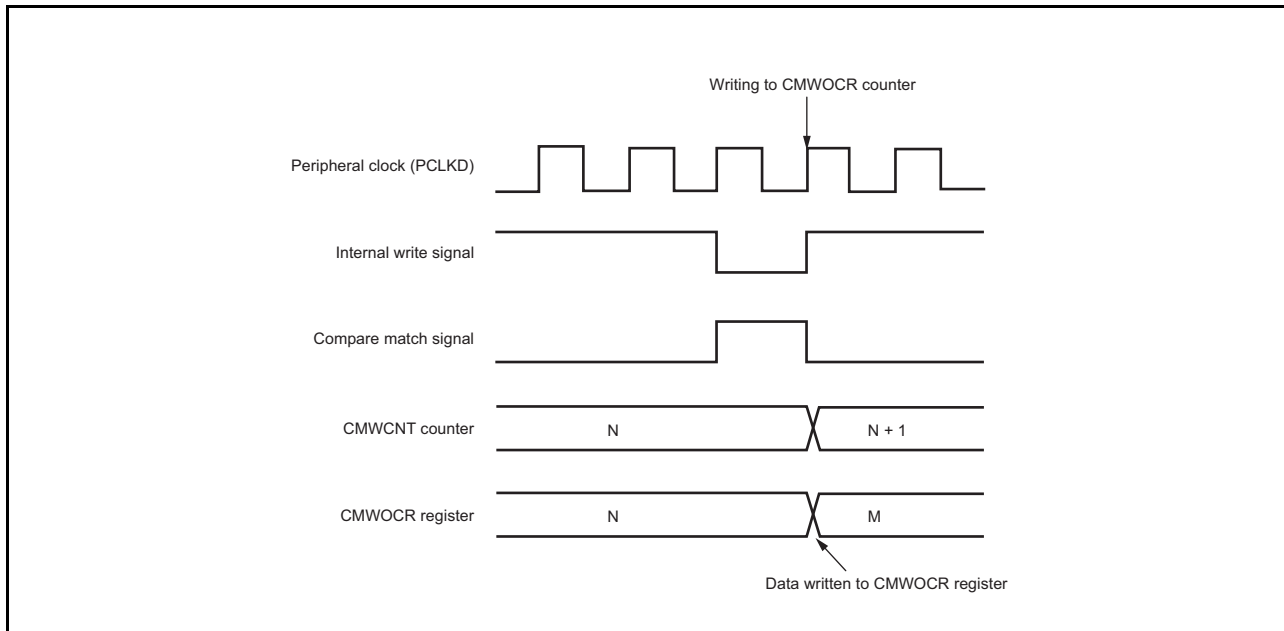 Writing to CMWOCR counter
Peripheral clock (PCLKD)
Internal write signal
Compare match signal
CMWCNT counter
N
N + 1
CMWOCR register
N
M
Data written to CMWOCR register